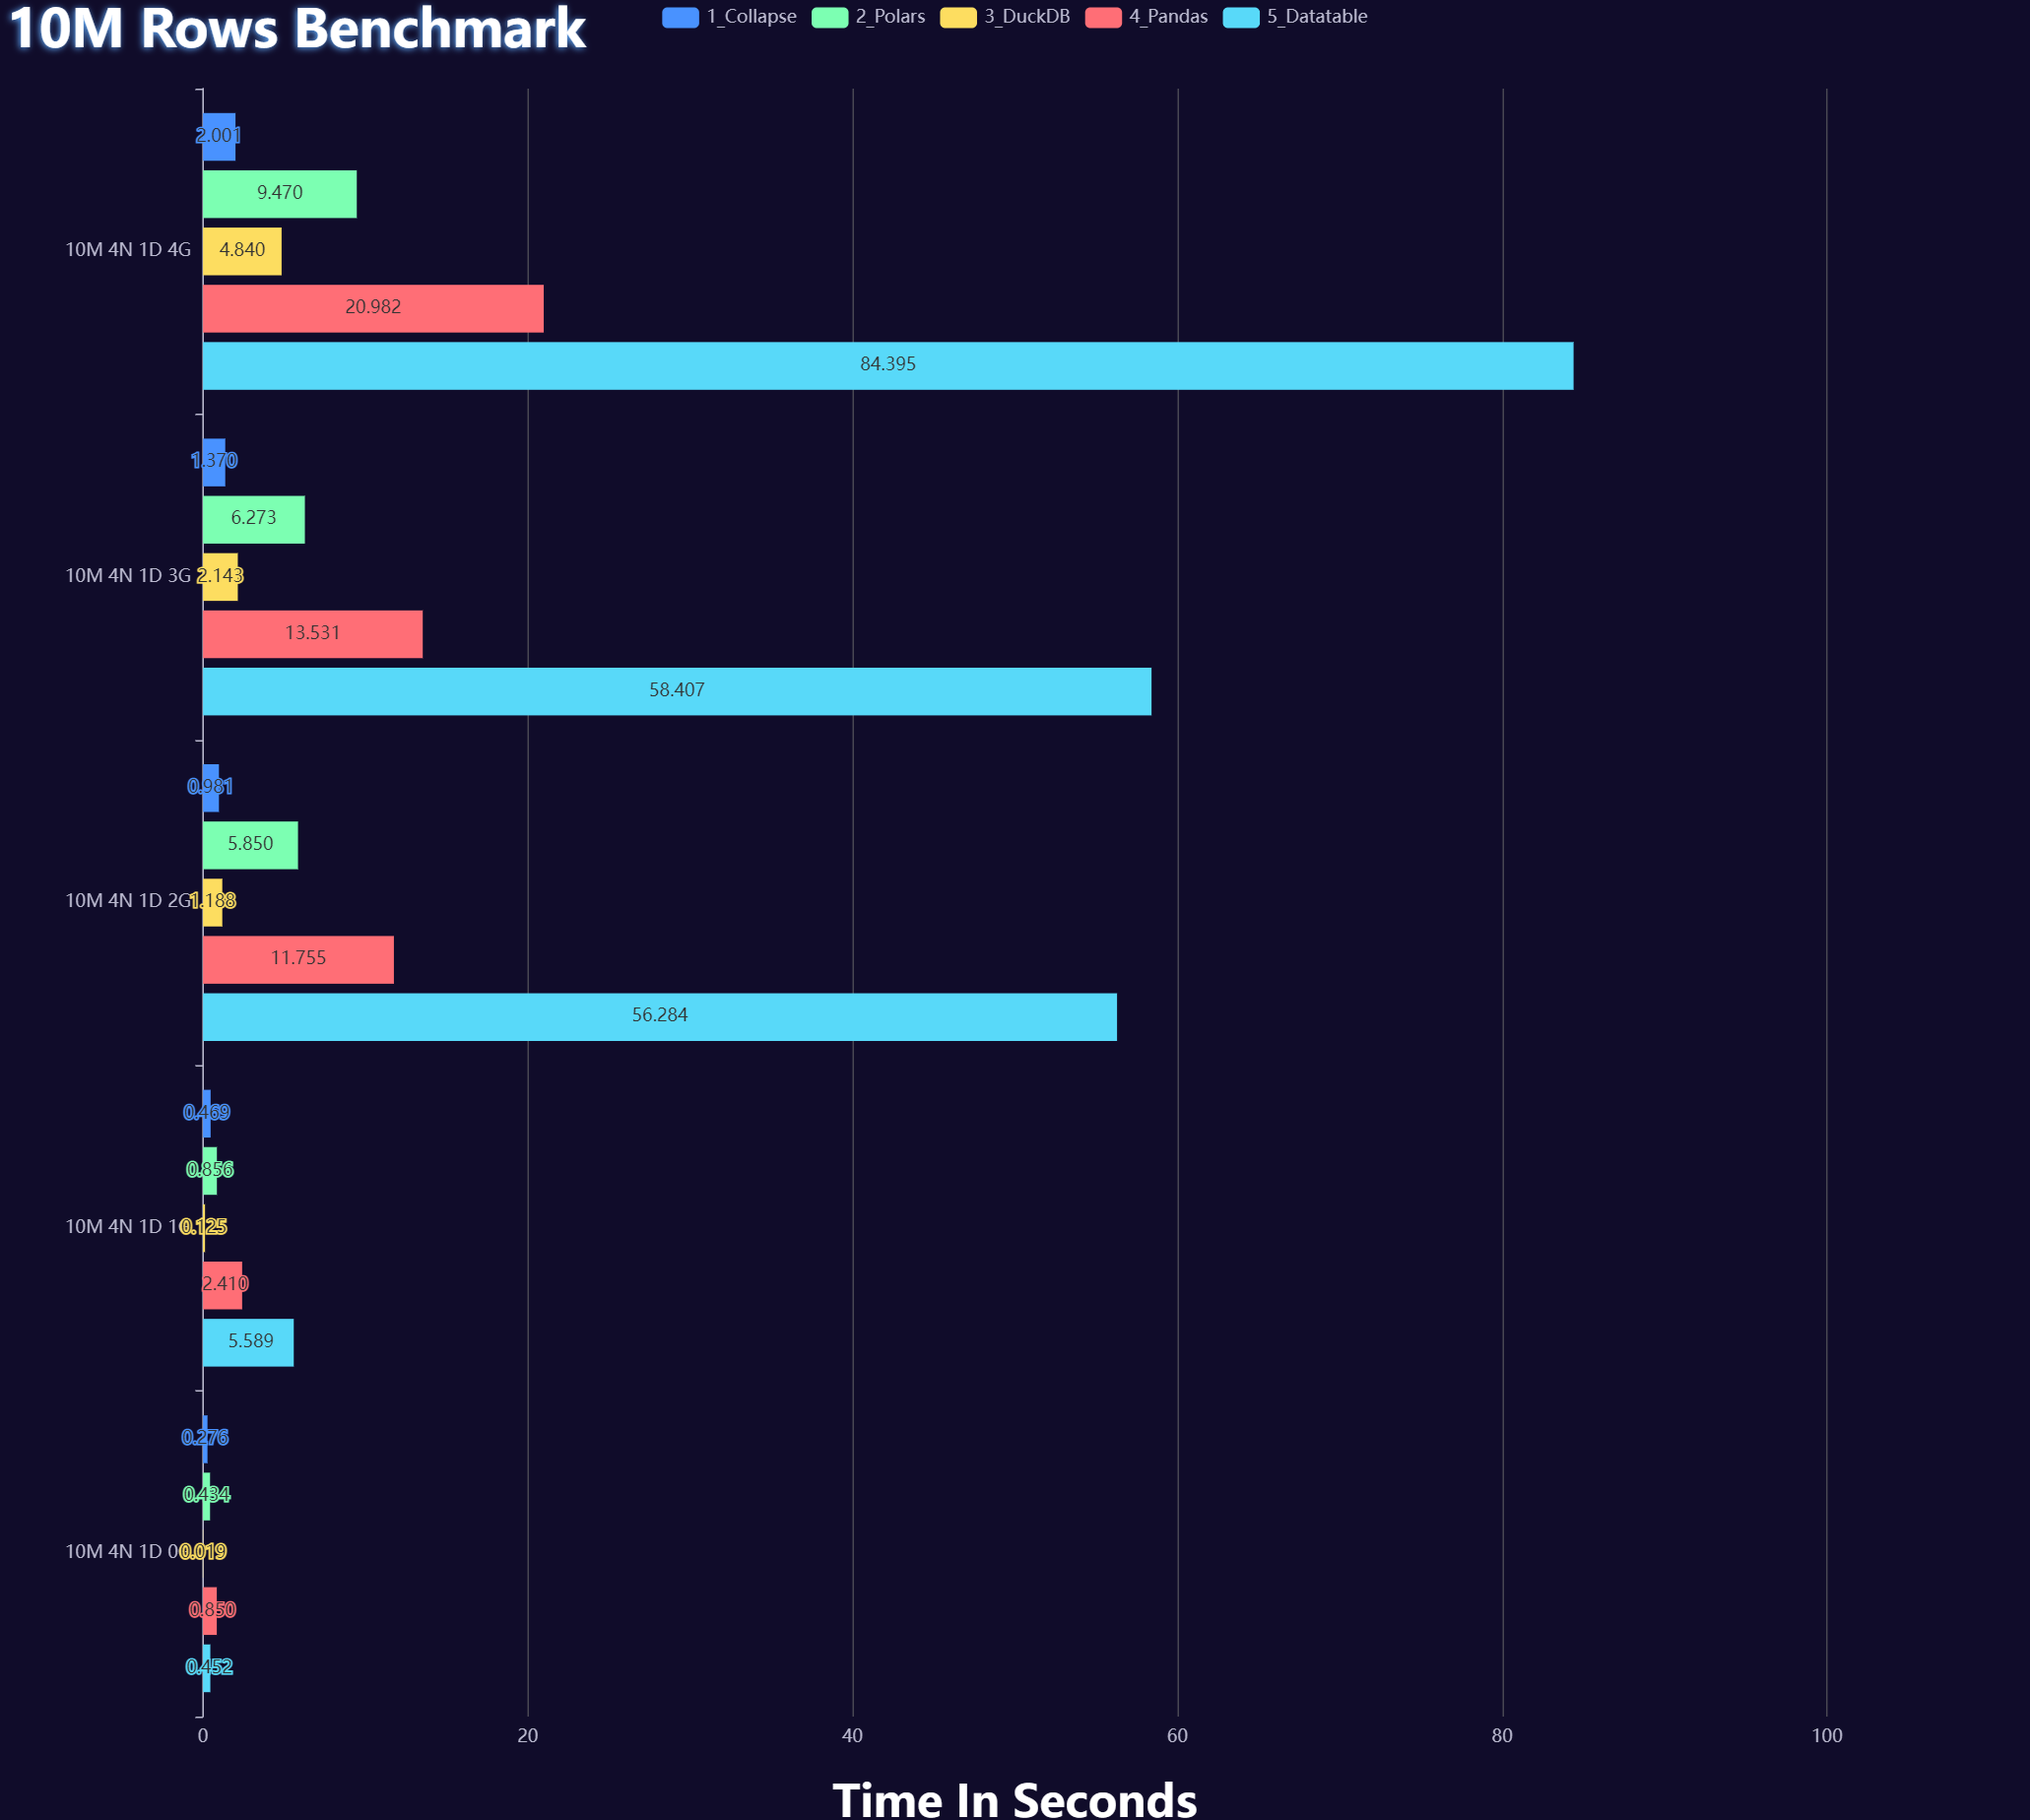 10M Rows Benchmark
1_Collapse 2_Polars 3_DuckDB 4_Pandas 5_Datatable
2.001
9.470
10M 4N 1D 4G 4.840
20.982
84.395
1.370
6.273
10M 4N 1D 3G 2.143
13.531
58.407
0.981
5.850
10M 4N 1D 2G 1.188
11.755
56.284
0.469
0.856
10M 4N 1D 0.125
2.410
5.589
0.276
0.434
10M 4N 1D 0.019
0.850
0.452
0 20 40 60 80 100
Time In Seconds